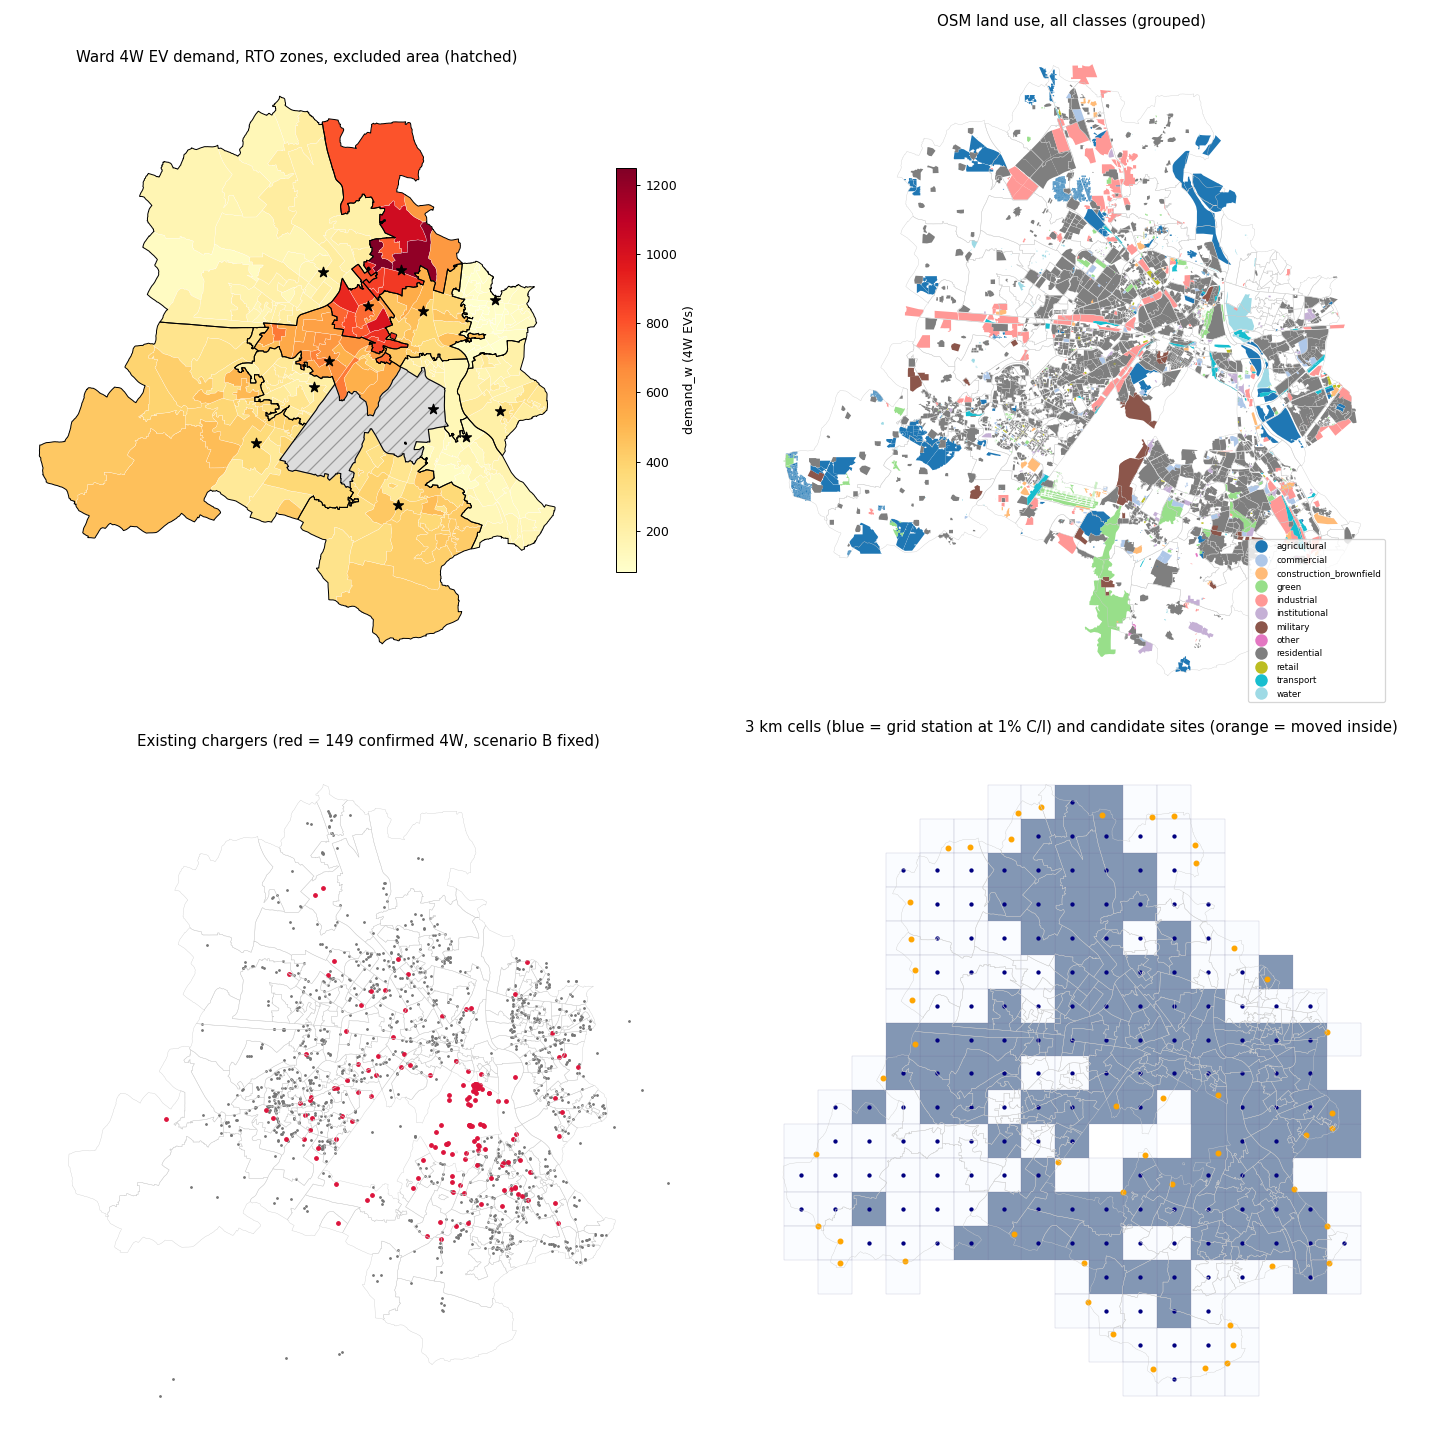 Ward 4W EV demand, RTO zones, excluded area (hatched)
1200
1000
800
600
400
200
demand_w (4W EVs)
OSM land use, all classes (grouped)
agricultural
commercial
construction_brownfield
green
industrial
institutional
military
other
residential
retail
transport
water
Existing chargers (red = 149 confirmed 4W, scenario B fixed)
3 km cells (blue = grid station at 1% C/I) and candidate sites (orange = moved inside)